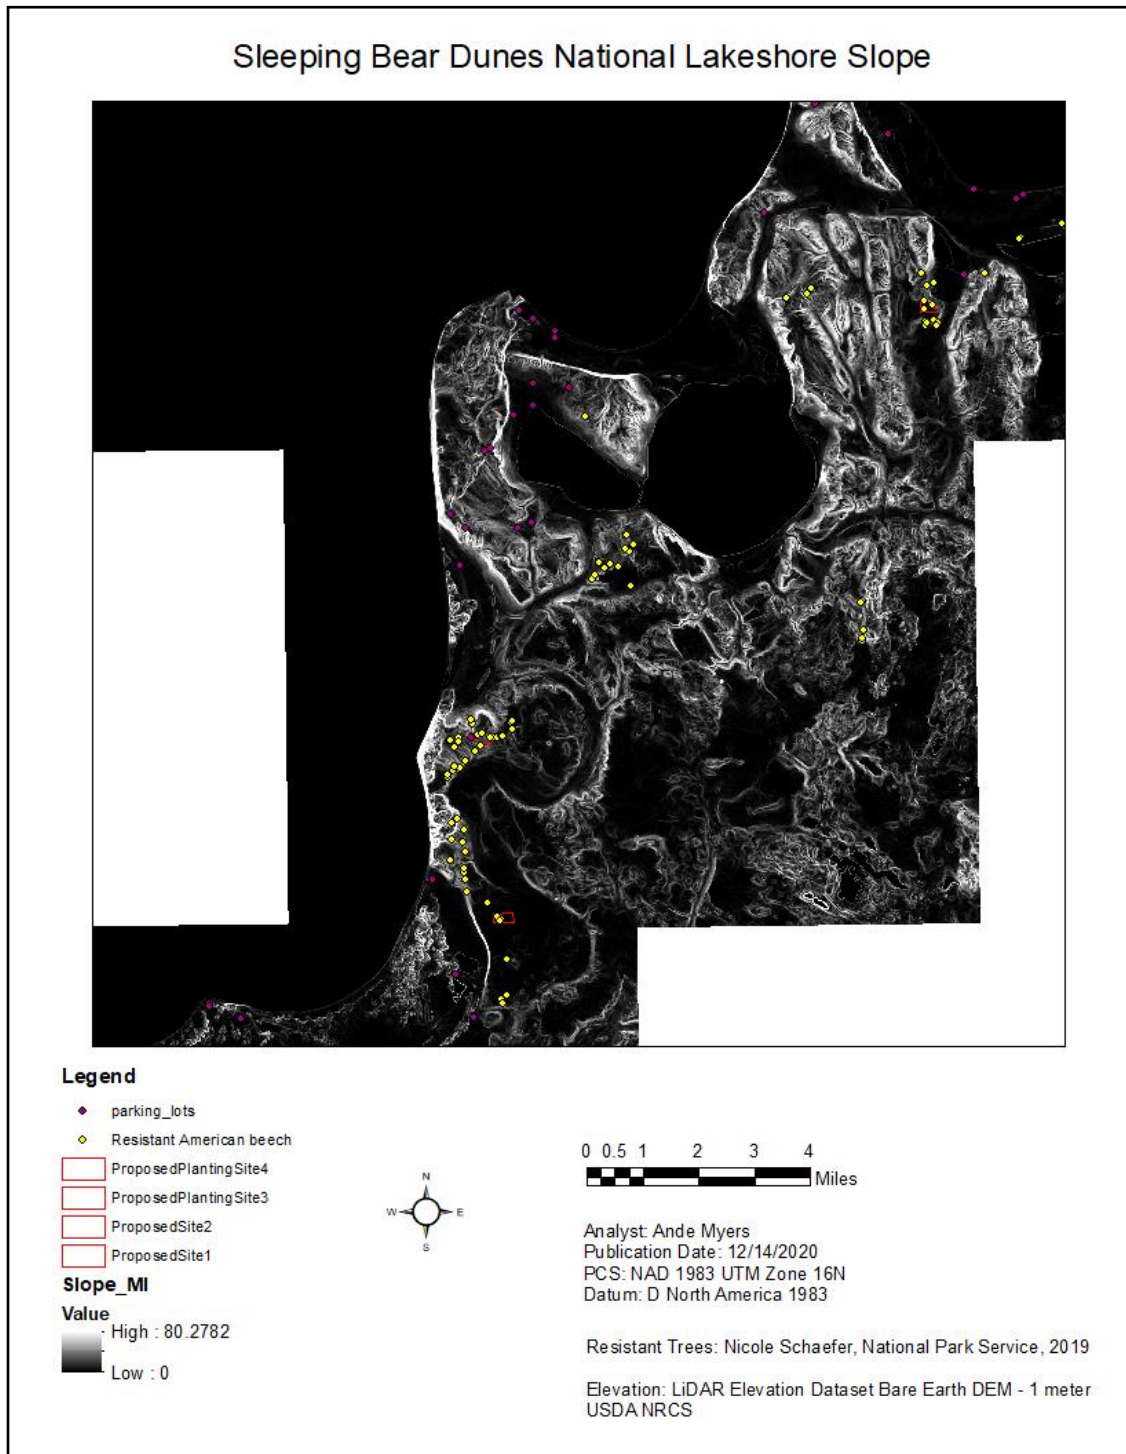 Sleeping Bear Dunes National Lakeshore Slope
Legend
parking_lots
Resistant American beech
ProposedPlantingSite4
ProposedPlantingSite3
ProposedSite2
ProposedSite1
Slope_MI
Value
High : 80.2782
Low : 0
N
W E
S
0 0.5 1 2 3 4
Miles
Analyst: Ande Myers
Publication Date: 12/14/2020
PCS: NAD 1983 UTM Zone 16N
Datum: D North America 1983
Resistant Trees: Nicole Schaefer, National Park Service, 2019
Elevation: LiDAR Elevation Dataset Bare Earth DEM - 1 meter
USDA NRCS